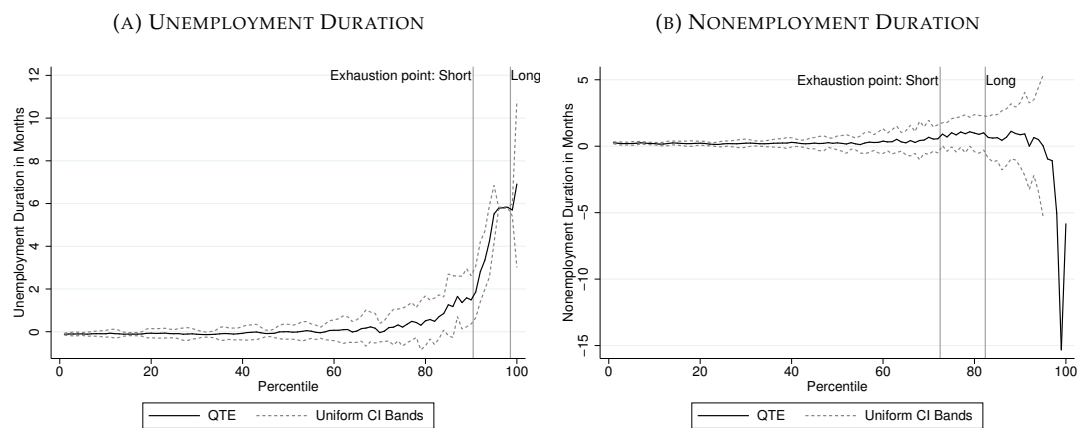 (A) UNEMPLOYMENT DURATION
Unemployment Duration in Months
12
10
8
6
4
2
0
Exhaustion point: Short
Long
0 20 40 60 80 100
Percentile
QTE Uniform CI Bands
(B) NONEMPLOYMENT DURATION
Nonemployment Duration in Months
5
0
−5
−10
−15
Exhaustion point: Short
Long
0 20 40 60 80 100
Percentile
QTE Uniform CI Bands